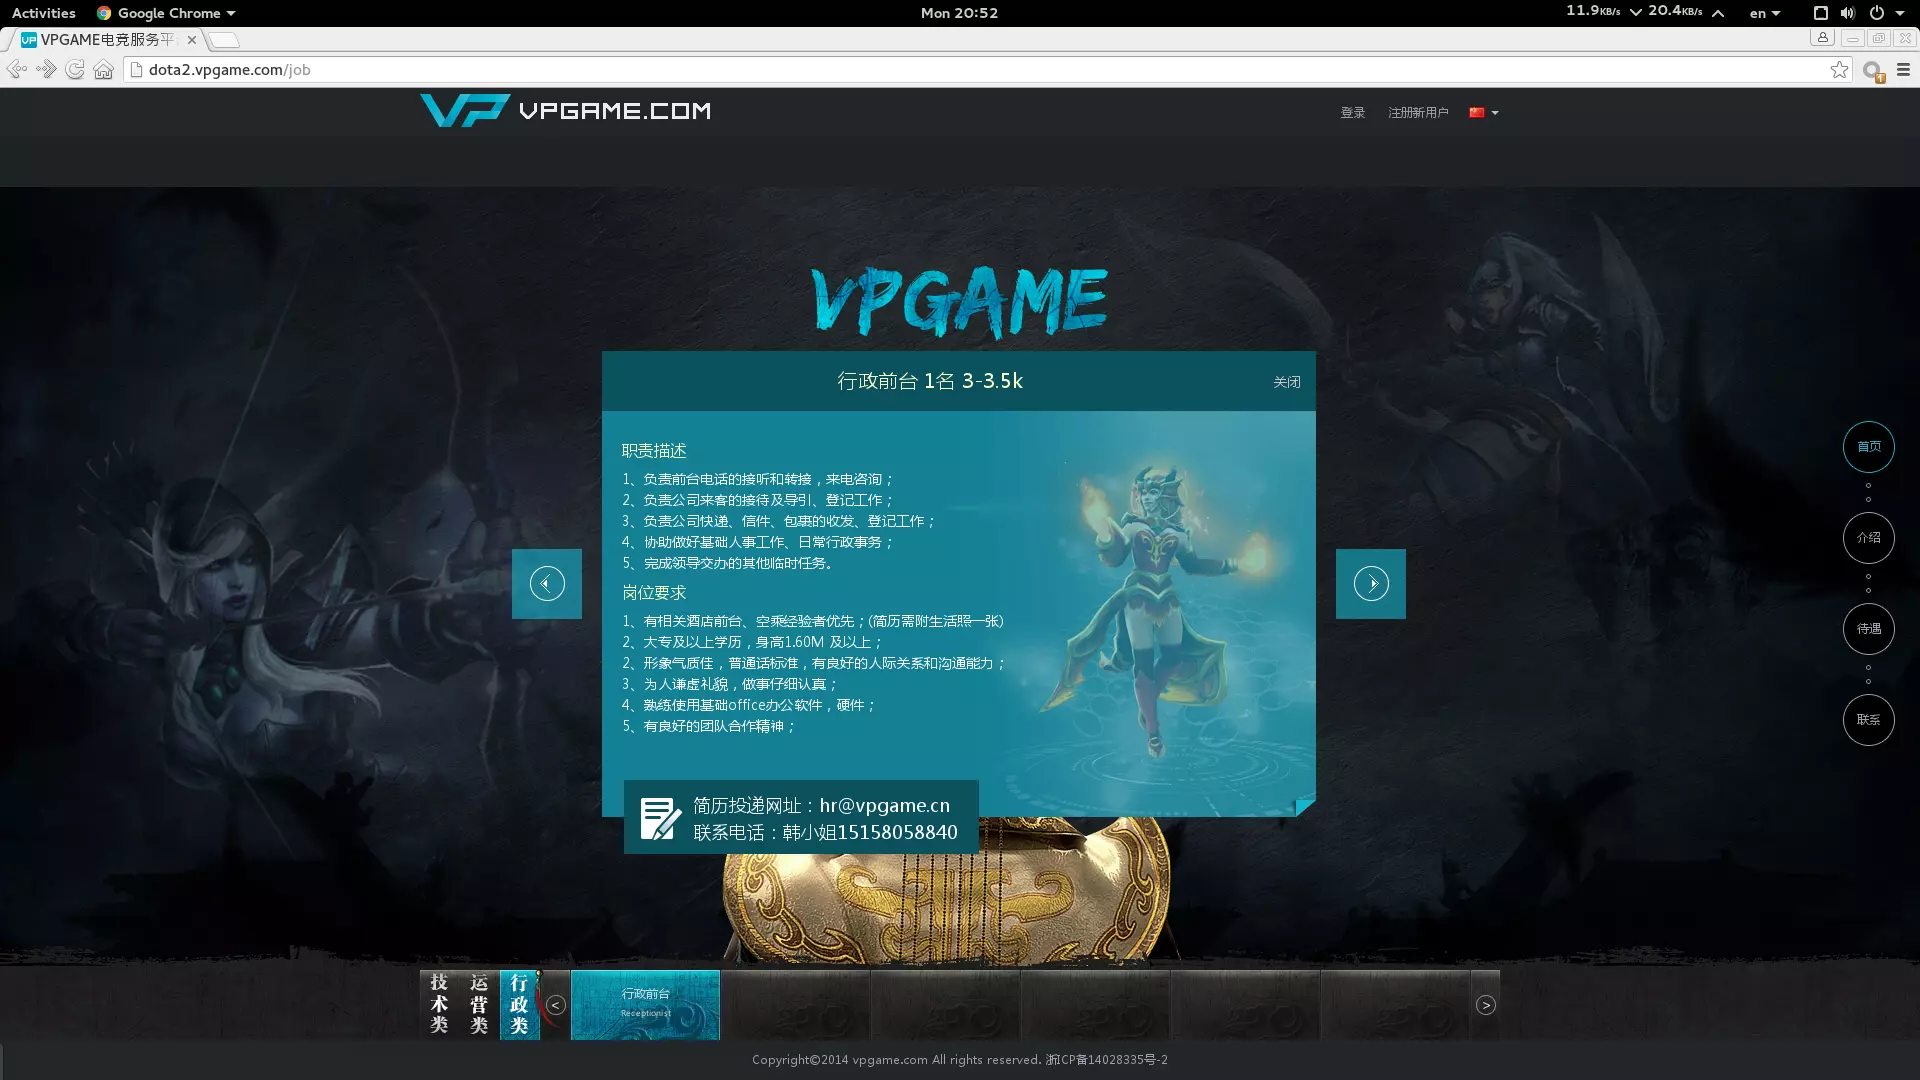 Activities
Google Chrome
Mon 20:52
11.9KB/s
20.4KB/s
en
VPGAME电竞服务平
dota2.vpgame.com/job
VPGAME.COM
登录
注册新用户
VPGAME
行政前台 1名 3-3.5k
关闭
职责描述
1、负责前台电话的接听和转接，来电咨询；
2、负责公司来客的接待及导引、登记工作；
3、负责公司快递、信件、包裹的收发、登记工作；
4、协助做好基础人事工作、日常行政事务；
5、完成领导交办的其他临时任务。
岗位要求
1、有相关酒店前台、空乘经验者优先；(简历需附生活照一张)
2、大专及以上学历，身高1.60M 及以上；
2、形象气质佳，普通话标准，有良好的人际关系和沟通能力；
3、为人谦虚礼貌，做事仔细认真；
4、熟练使用基础office办公软件，硬件；
5、有良好的团队合作精神；
简历投递网址：hr@vpgame.cn
联系电话：韩小姐15158058840
首页
介绍
待遇
联系
技术类
运营类
行政类
行政前台
Receptionist
Copyright©2014 vpgame.com All rights reserved. 浙ICP备14028335号-2